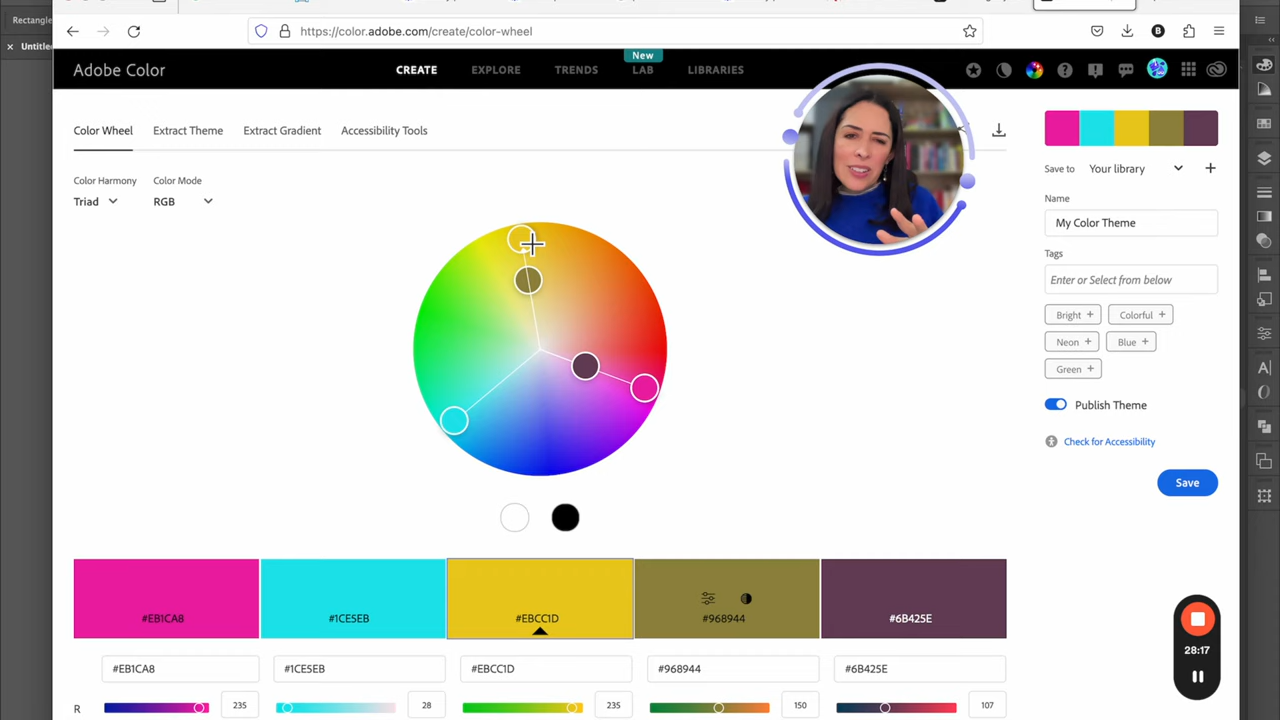 Rectangle
Untitle
https://color.adobe.com/create/color-wheel
New
Adobe Color
CREATE
EXPLORE
TRENDS
LAB
LIBRARIES
Color Wheel
Extract Theme
Extract Gradient
Accessibility Tools
Color Harmony
Color Mode
Triad
RGB
Save to
Your library
Name
My Color Theme
Tags
Enter or Select from below
Bright +
Colorful +
Neon +
Blue +
Green +
Publish Theme
Check for Accessibility
Save
#EB1CA8
#1CE5EB
#EBCC1D
#968944
#6B425E
#EB1CA8
#1CE5EB
#EBCC1D
#968944
#6B425E
R
235
28
235
150
107
28:17